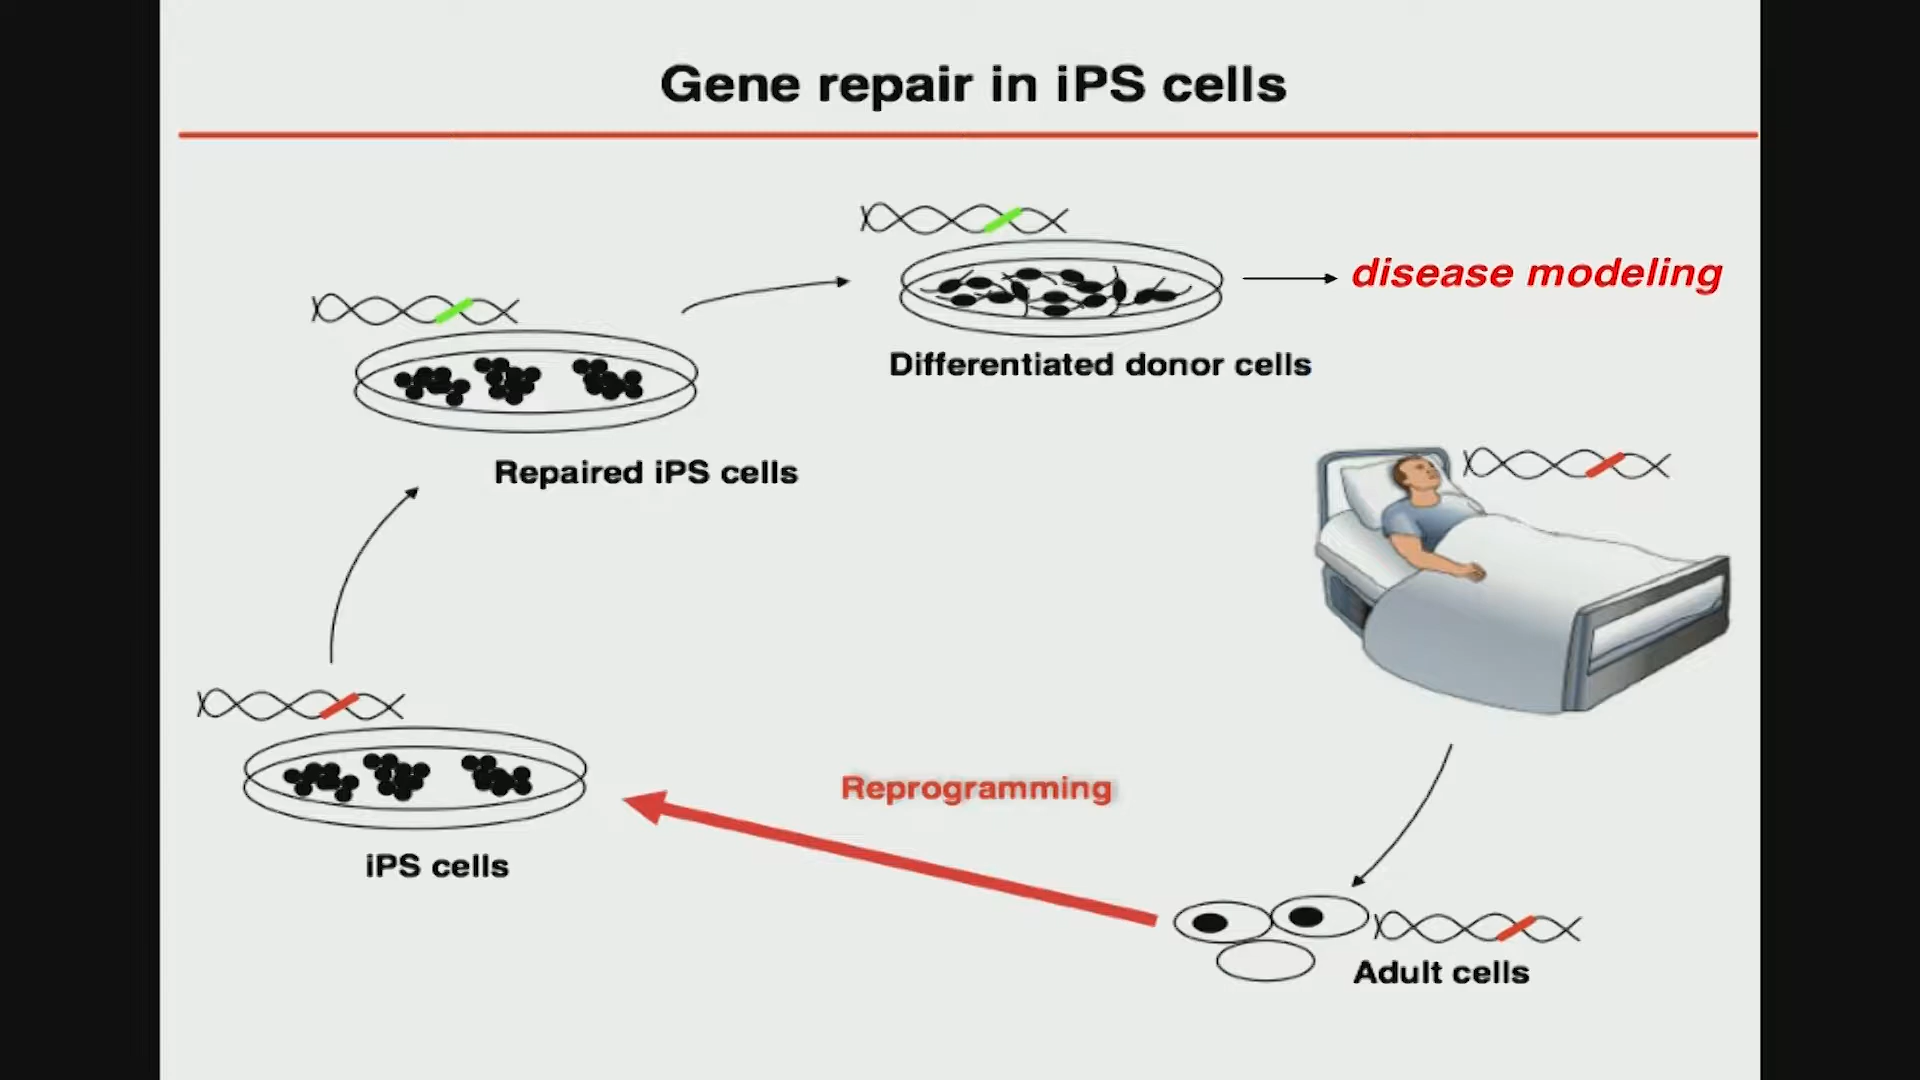 Gene repair in iPS cells
disease modeling
Differentiated donor cells
Repaired iPS cells
Reprogramming
iPS cells
Adult cells